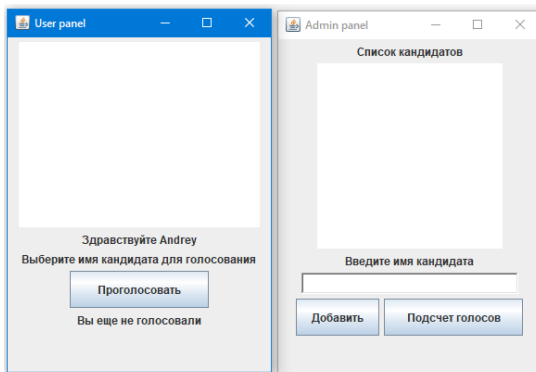 User panel
Здравствуйте Andrey
Выберите имя кандидата для голосования
Проголосовать
Вы еще не голосовали
Admin panel
Список кандидатов
Введите имя кандидата
Добавить
Подсчет голосов